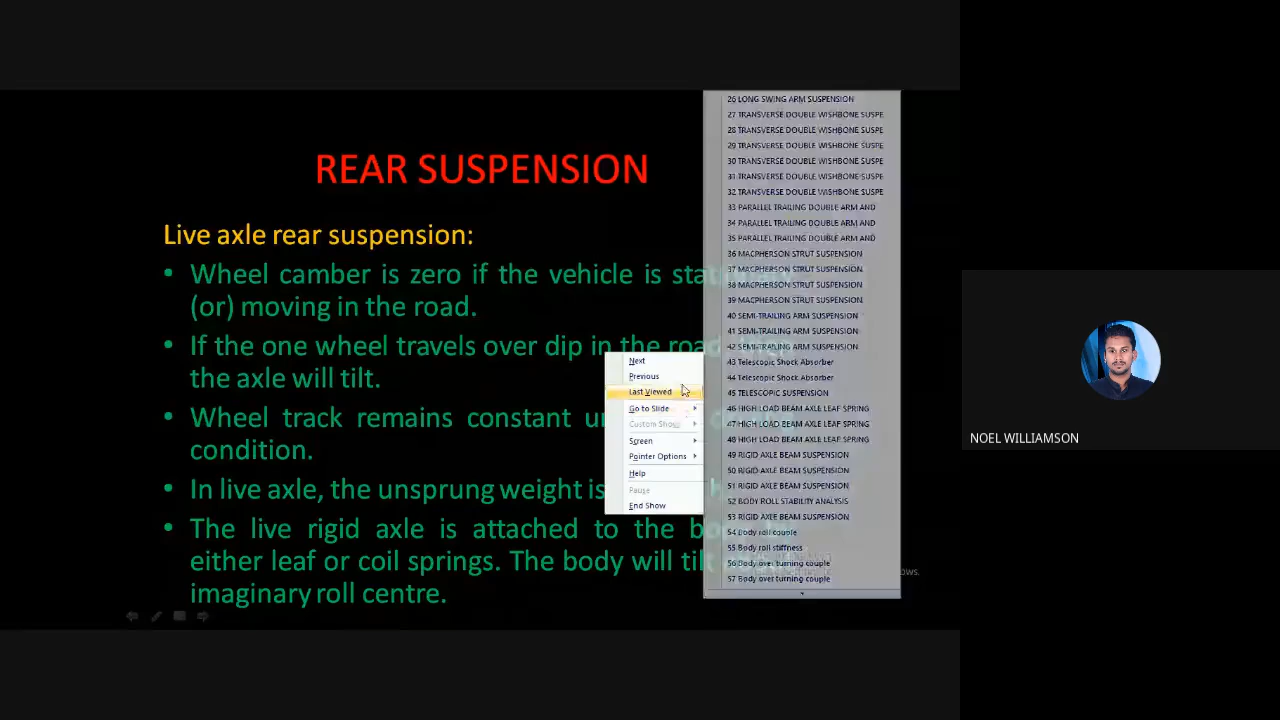 REAR SUSPENSION
Live axle rear suspension:
• Wheel camber is zero if the vehicle is
(or) moving in the road.
• If the one wheel travels over dip in the road
the axle will tilt.
• Wheel track remains constant
condition.
• In live axle, the unsprung weight is
• The live rigid axle is attached to the
either leaf or coil springs. The body will tilt
imaginary roll centre.
Next
Previous
Last Viewed
Go to Slide
Custom Show
Screen
Pointer Options
Help
Pause
End Show
26 LONG SWING ARM SUSPENSION
27 TRANSVERSE DOUBLE WISHBONE SUSPE
28 TRANSVERSE DOUBLE WISHBONE SUSPE
29 TRANSVERSE DOUBLE WISHBONE SUSPE
30 TRANSVERSE DOUBLE WISHBONE SUSPE
31 TRANSVERSE DOUBLE WISHBONE SUSPE
32 TRANSVERSE DOUBLE WISHBONE SUSPE
33 PARALLEL TRAILING DOUBLE ARM AND
34 PARALLEL TRAILING DOUBLE ARM AND
35 PARALLEL TRAILING DOUBLE ARM AND
36 MACPHERSON STRUT SUSPENSION
37 MACPHERSON STRUT SUSPENSION
38 MACPHERSON STRUT SUSPENSION
39 MACPHERSON STRUT SUSPENSION
40 SEMI-TRAILING ARM SUSPENSION
41 SEMI-TRAILING ARM SUSPENSION
42 SEMI-TRAILING ARM SUSPENSION
43 Telescopic Shock Absorber
44 Telescopic Shock Absorber
45 TELESCOPIC SUSPENSION
46 HIGH LOAD BEAM AXLE LEAF SPRING
47 HIGH LOAD BEAM AXLE LEAF SPRING
48 HIGH LOAD BEAM AXLE LEAF SPRING
49 RIGID AXLE BEAM SUSPENSION
50 RIGID AXLE BEAM SUSPENSION
51 RIGID AXLE BEAM SUSPENSION
52 BODY ROLL STABILITY ANALYSIS
53 RIGID AXLE BEAM SUSPENSION
54 Body roll couple
55 Body roll stiffness
56 Body over turning couple
57 Body over turning couple
NOEL WILLIAMSON